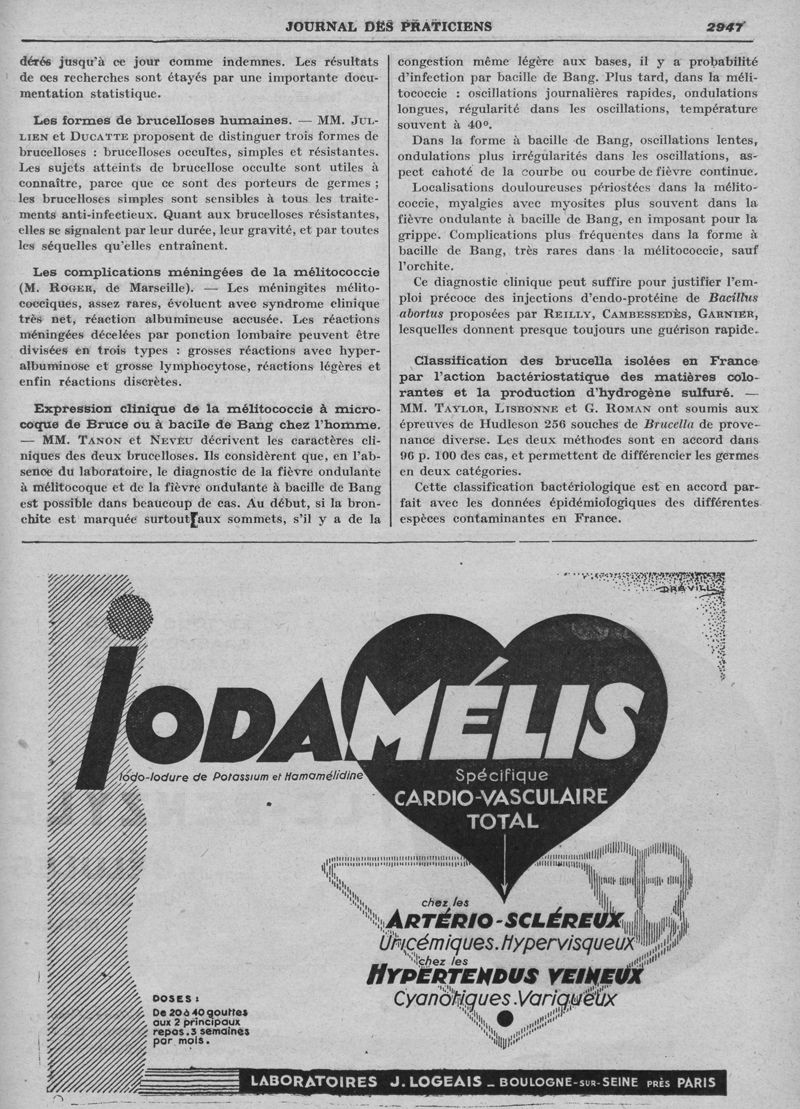 JOURNAL DES PRATICIENS 2947
dérés jusqu'à ce jour comme indemnes. Les résultats
de ces recherches sont étayés par une importante docu-
mentation statistique.
Les formes de brucelloses humaines. — MM. JUL-
LIEN et DUCATTE proposent de distinguer trois formes de
brucelloses : brucelloses occultes, simples et résistantes.
Les sujets atteints de brucellose occulte sont utiles à
connaître, parce que ce sont des porteurs de germes ;
les brucelloses simples sont sensibles à tous les traite-
ments anti-infectieux. Quant aux brucelloses résistantes,
elles se signalent par leur durée, leur gravité, et par toutes
les séquelles qu'elles entraînent.
Les complications méningées de la mélitococcie
(M. ROGER, de Marseille). — Les méningites mélito-
cocciques, assez rares, évoluent avec syndrome clinique
très net, réaction albumineuse accusée. Les réactions
méningées décelées par ponction lombaire peuvent être
divisées en trois types : grosses réactions avec hyper-
albuminose et grosse lymphocytose, réactions légères et
enfin réactions discrètes.
Expression clinique de la mélitococcie à micro-
coque de Bruce ou à bacile de Bang chez l'homme.
— MM. TANON et NEVEU décrivent les caractères cli-
niques des deux brucelloses. Ils considèrent que, en l'ab-
sence du laboratoire, le diagnostic de la fièvre ondulante
à mélitocoque et de la fièvre ondulante à bacille de Bang
est possible dans beaucoup de cas. Au début, si la bron-
chite est marquée surtout aux sommets, s'il y a de la
congestion même légère aux bases, il y a probabilité
d'infection par bacille de Bang. Plus tard, dans la méli-
tococcie : oscillations journalières rapides, ondulations
longues, régularité dans les oscillations, température
souvent à 40º.
Dans la forme à bacille de Bang, oscillations lentes,
ondulations plus irrégularités dans les oscillations, as-
pect cahoté de la courbe ou courbe de fièvre continue.
Localisations douloureuses périostées dans la mélito-
coccie, myalgies avec myosites plus souvent dans la
fièvre ondulante à bacille de Bang, en imposant pour la
grippe. Complications plus fréquentes dans la forme à
bacille de Bang, très rares dans la mélitococcie, sauf
l'orchite.
Ce diagnostic clinique peut suffire pour justifier l'em-
ploi précoce des injections d'endo-protéine de Bacillus
abortus proposées par REILLY, CAMBESSEDÈS, GARNIER,
lesquelles donnent presque toujours une guérison rapide.
Classification des brucella isolées en France
par l'action bactériostatique des matières colo-
rantes et la production d'hydrogène sulfuré. —
MM. TAYLOR, LISBONNE et G. ROMAN ont soumis aux
épreuves de Hudleson 256 souches de Brucella de prove-
nance diverse. Les deux méthodes sont en accord dans
96 p. 100 des cas, et permettent de différencier les germes
en deux catégories.
Cette classification bactériologique est en accord par-
fait avec les données épidémiologiques des différentes
espèces contaminantes en France.
DRAVILL
iODAMÉLIS
Iodo-Iodure de Potassium et Hamamélidine
Spécifique
CARDIO-VASCULAIRE
TOTAL
chez les
ARTÉRIO-SCLÉREUX
Uricémiques.Hypervisqueux
chez les
HYPERTENDUS VEINEUX
Cyanotiques.Variqueux
DOSES :
De 20 à 40 gouttes
aux 2 principaux
repas. 3 semaines
par mois.
LABORATOIRES J. LOGEAIS _ BOULOGNE-SUR-SEINE PRÈS PARIS